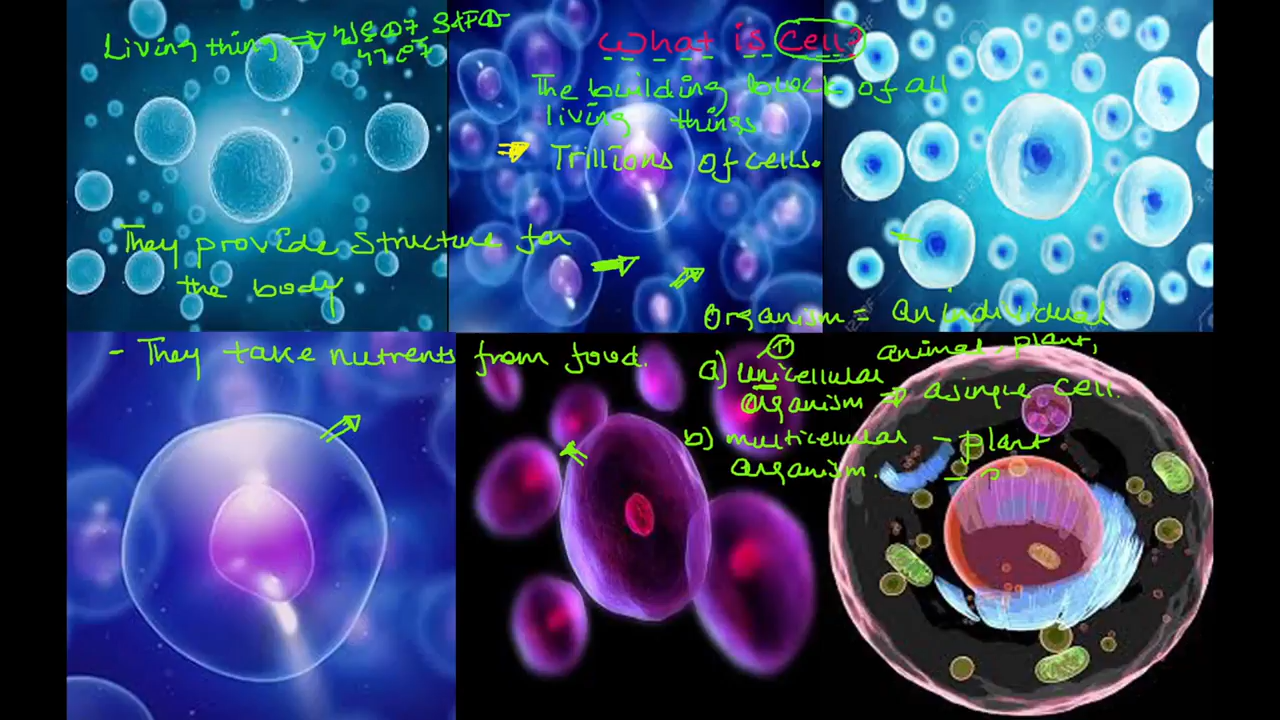 Living thing ⇒
What is Cell?
The building block of all
living things
⇒ Trillions of cells.
They provide structure for
the body
- They take nutrents from food.
Organism = An individual
animal, plant,
a) unicellular
organism ⇒ a single cell.
b) multicellular - plant
organism.